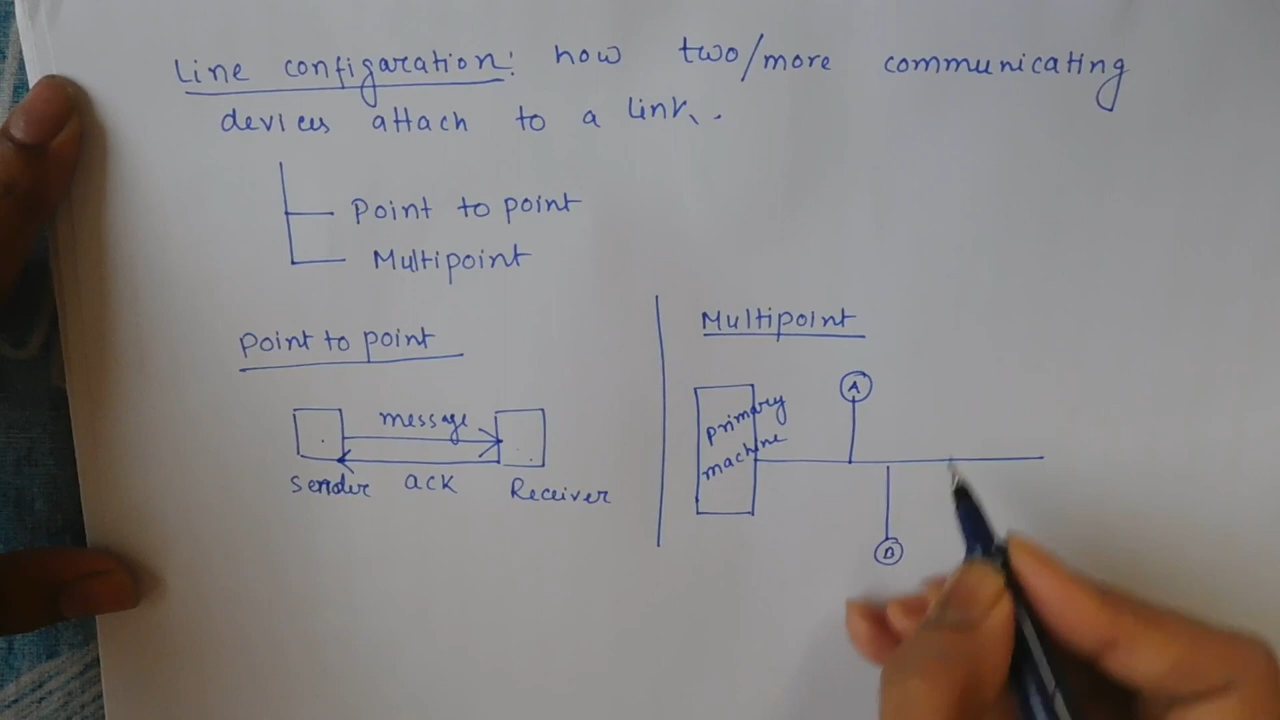 Line configaration: how two/more communicating
devices attach to a link.
Point to point
Multipoint
Point to point
message
Sender ack Receiver
Multipoint
primary
machine
A
B